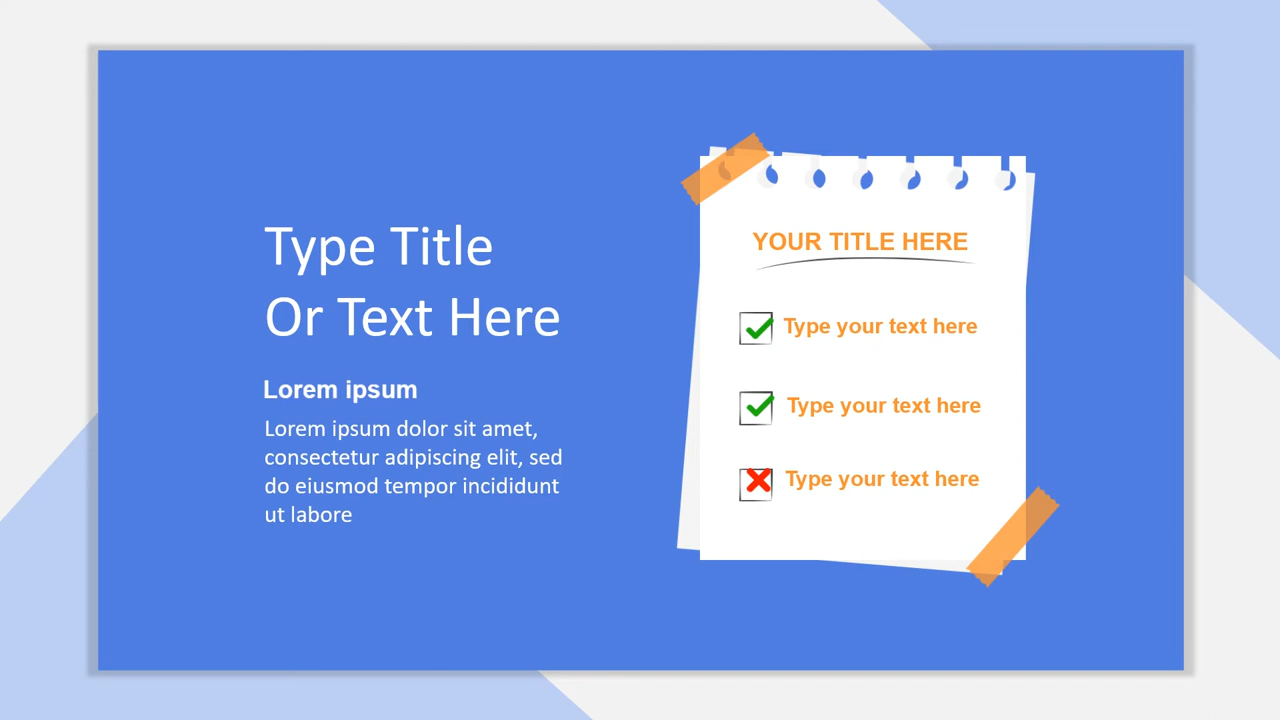 Type Title
Or Text Here
Lorem ipsum
Lorem ipsum dolor sit amet,
consectetur adipiscing elit, sed
do eiusmod tempor incididunt
ut labore
YOUR TITLE HERE
Type your text here
Type your text here
Type your text here